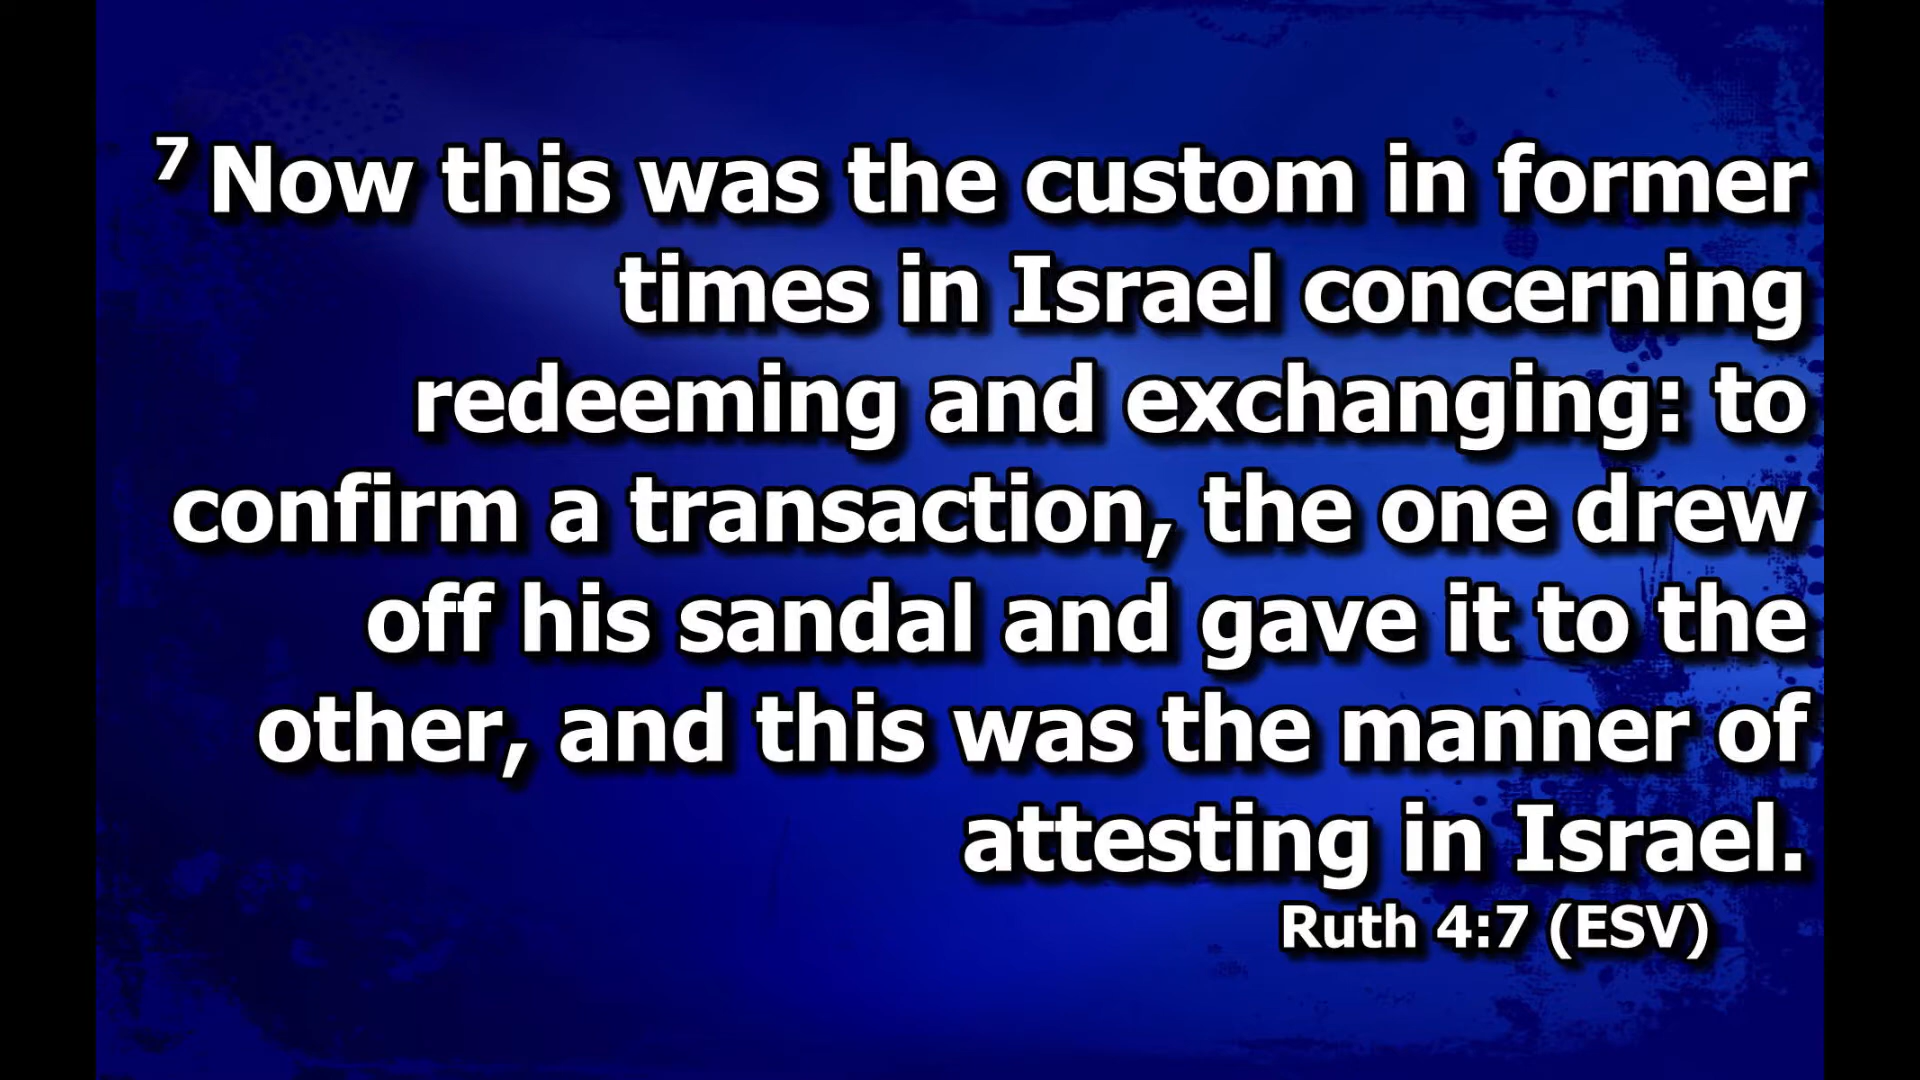 7 Now this was the custom in former
times in Israel concerning
redeeming and exchanging: to
confirm a transaction, the one drew
off his sandal and gave it to the
other, and this was the manner of
attesting in Israel.
Ruth 4:7 (ESV)